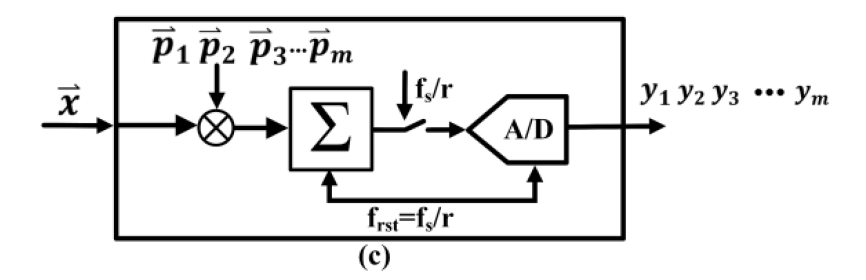 p⃗₁ p⃗₂ p⃗₃···p⃗ₘ
x⃗
fₛ/r
y₁ y₂ y₃ ••• yₘ
Σ
A/D
fᵣₛₜ=fₛ/r
(c)